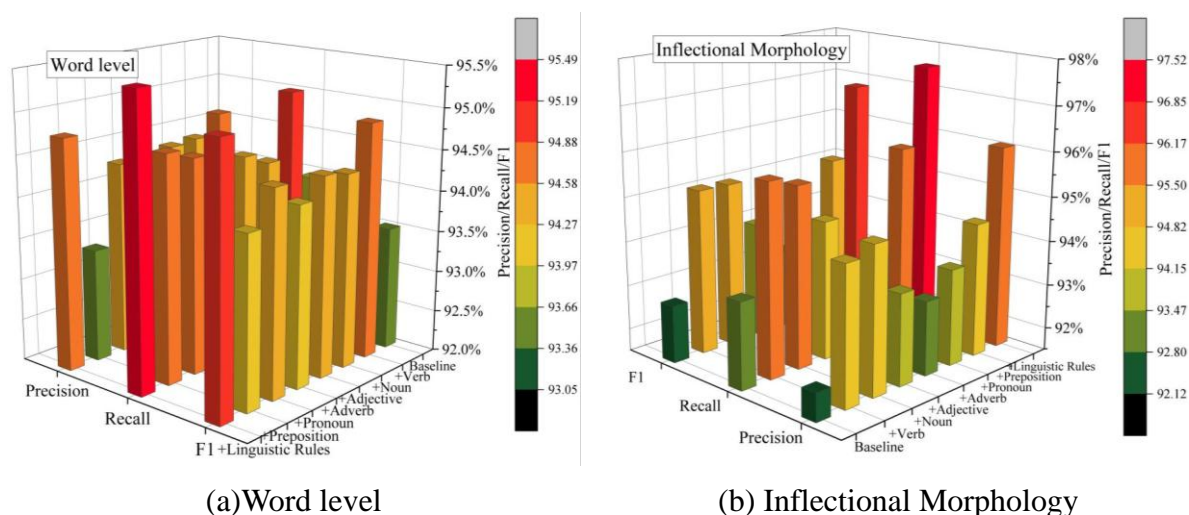 Word level
95.5%
95.0%
94.5%
94.0%
93.5%
93.0%
92.5%
92.0%
Precision/Recall/F1
Precision
Recall
F1
+Linguistic Rules
+Preposition
+Pronoun
+Adverb
+Adjective
+Noun
+Verb
Baseline
95.49
95.19
94.88
94.58
94.27
93.97
93.66
93.36
93.05
(a)Word level
Inflectional Morphology
98%
97%
96%
95%
94%
93%
92%
Precision/Recall/F1
F1
Recall
Precision
Baseline
+Verb
+Noun
+Adjective
+Adverb
+Pronoun
+Preposition
Linguistic Rules
97.52
96.85
96.17
95.50
94.82
94.15
93.47
92.80
92.12
(b) Inflectional Morphology